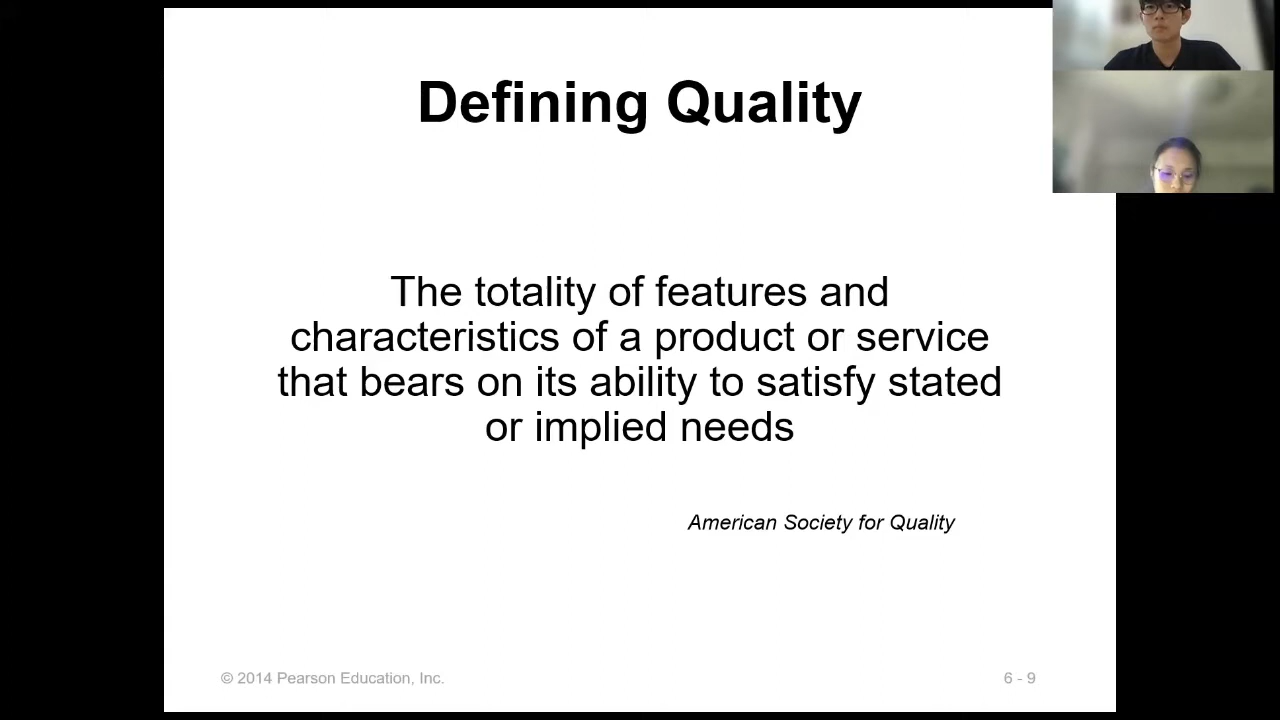 Defining Quality
The totality of features and
characteristics of a product or service
that bears on its ability to satisfy stated
or implied needs
American Society for Quality
© 2014 Pearson Education, Inc.
6 - 9